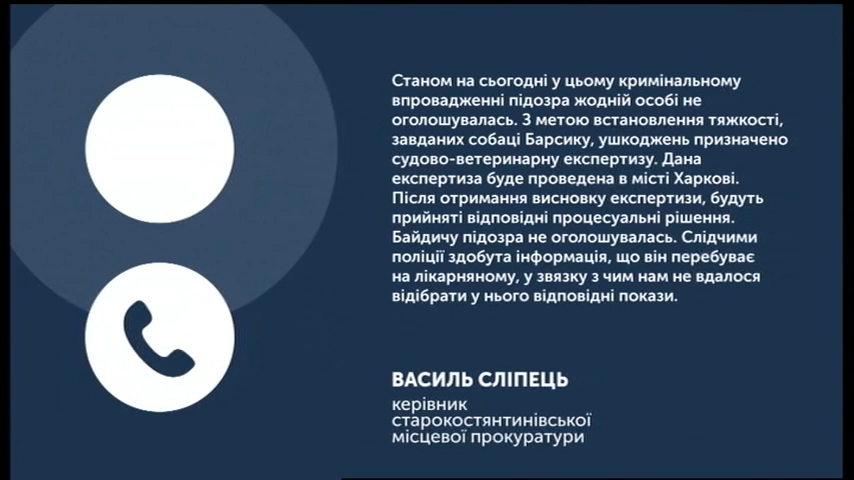 Станом на сьогодні у цьому кримінальному
впровадженні підозра жодній особі не
оголошувалась. З метою встановлення тяжкості,
завданих собаці Барсику, ушкоджень призначено
судово-ветеринарну експертизу. Дана
експертиза буде проведена в місті Харкові.
Після отримання висновку експертизи, будуть
прийняті відповідні процесуальні рішення.
Байдичу підозра не оголошувалась. Слідчими
поліції здобута інформація, що він перебуває
на лікарняному, у звязку з чим нам не вдалося
відібрати у нього відповідні покази.
ВАСИЛЬ СЛІПЕЦЬ
керівник
старокостянтинівської
місцевої прокуратури